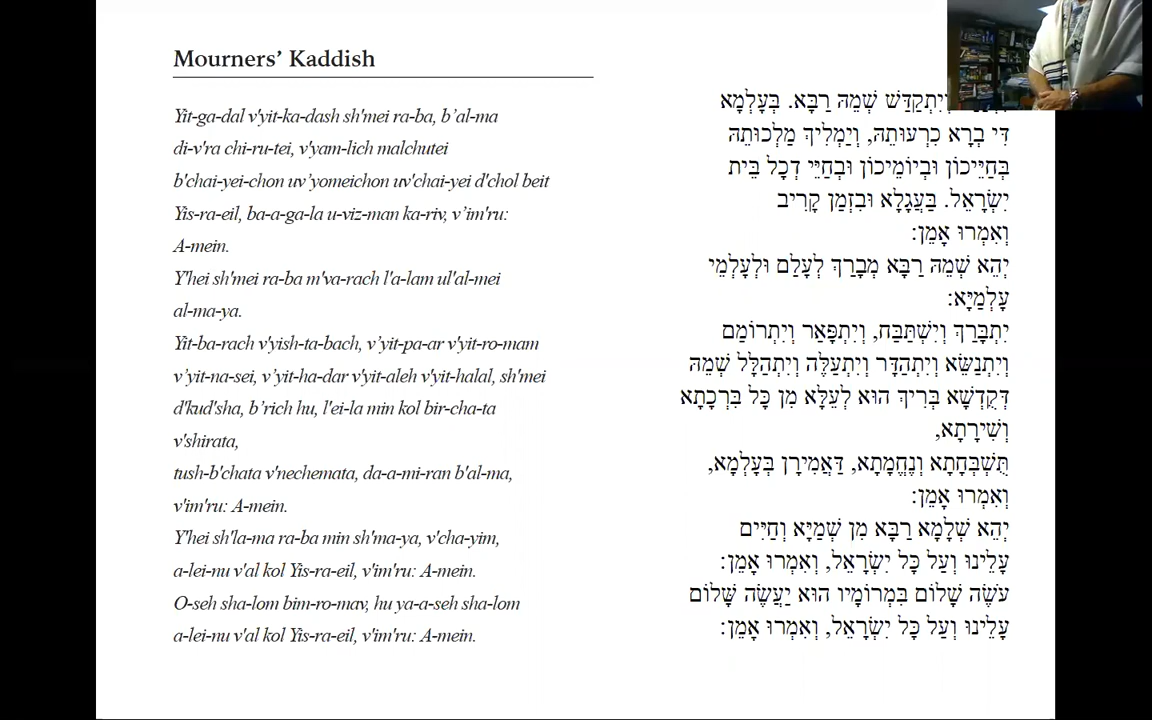 Mourners’ Kaddish
Yit-ga-dal v'yit-ka-dash sh'mei ra-ba, b’al-ma
di-v'ra chi-ru-tei, v'yam-lich malchutei
b'chai-yei-chon uv’yomeichon uv'chai-yei d'chol beit
Yis-ra-eil, ba-a-ga-la u-viz-man ka-riv, v’im'ru:
A-mein.
Y'hei sh'mei ra-ba m'va-rach l'a-lam ul'al-mei
al-ma-ya.
Yit-ba-rach v'yish-ta-bach, v’yit-pa-ar v'yit-ro-mam
v’yit-na-sei, v’yit-ha-dar v'yit-aleh v'yit-halal, sh'mei
d'kud'sha, b’rich hu, l'ei-la min kol bir-cha-ta
v'shirata,
tush-b'chata v'nechemata, da-a-mi-ran b'al-ma,
v'im'ru: A-mein.
Y'hei sh'la-ma ra-ba min sh'ma-ya, v'cha-yim,
a-lei-nu v'al kol Yis-ra-eil, v'im'ru: A-mein.
O-seh sha-lom bim-ro-mav, hu ya-a-seh sha-lom
a-lei-nu v'al kol Yis-ra-eil, v'im'ru: A-mein.
וְיִתְקַדַּשׁ שְׁמֵהּ רַבָּא. בְּעָלְמָא
דִּי בְרָא כִרְעוּתֵהּ, וְיַמְלִיךְ מַלְכוּתֵהּ
בְּחַיֵּיכוֹן וּבְיוֹמֵיכוֹן וּבְחַיֵּי דְכָל בֵּית
יִשְׂרָאֵל. בַּעֲגָלָא וּבִזְמַן קָרִיב
וְאִמְרוּ אָמֵן:
יְהֵא שְׁמֵהּ רַבָּא מְבָרַךְ לְעָלַם וּלְעָלְמֵי
עָלְמַיָּא:
יִתְבָּרַךְ וְיִשְׁתַּבַּח, וְיִתְפָּאַר וְיִתְרוֹמַם
וְיִתְנַשֵּׂא וְיִתְהַדָּר וְיִתְעַלֶּה וְיִתְהַלָּל שְׁמֵהּ
דְּקֻדְשָׁא בְּרִיךְ הוּא לְעֵלָּא מִן כָּל בִּרְכָתָא
וְשִׁירָתָא,
תֻּשְׁבְּחָתָא וְנֶחֱמָתָא, דַּאֲמִירָן בְּעָלְמָא,
וְאִמְרוּ אָמֵן:
יְהֵא שְׁלָמָא רַבָּא מִן שְׁמַיָּא וְחַיִּים
עָלֵינוּ וְעַל כָּל יִשְׂרָאֵל, וְאִמְרוּ אָמֵן:
עֹשֶׂה שָׁלוֹם בִּמְרוֹמָיו הוּא יַעֲשֶׂה שָׁלוֹם
עָלֵינוּ וְעַל כָּל יִשְׂרָאֵל, וְאִמְרוּ אָמֵן: